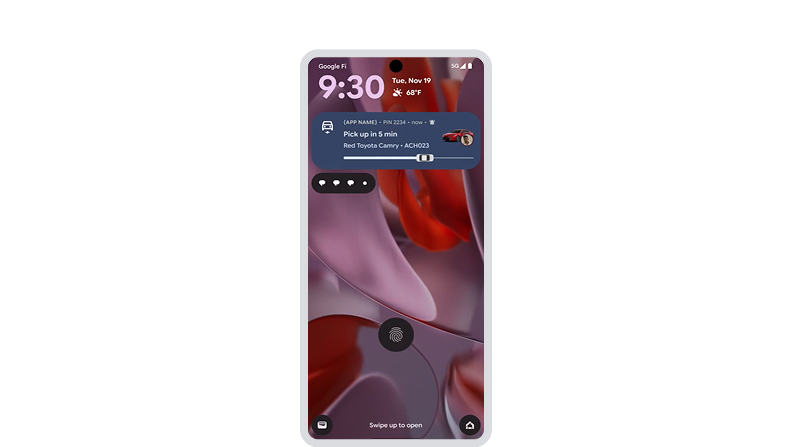 Google Fi
5G
9:30
Tue, Nov 19
68°F
{APP NAME} • PIN 2234 • now •
Pick up in 5 min
Red Toyota Camry • ACH023
Swipe up to open